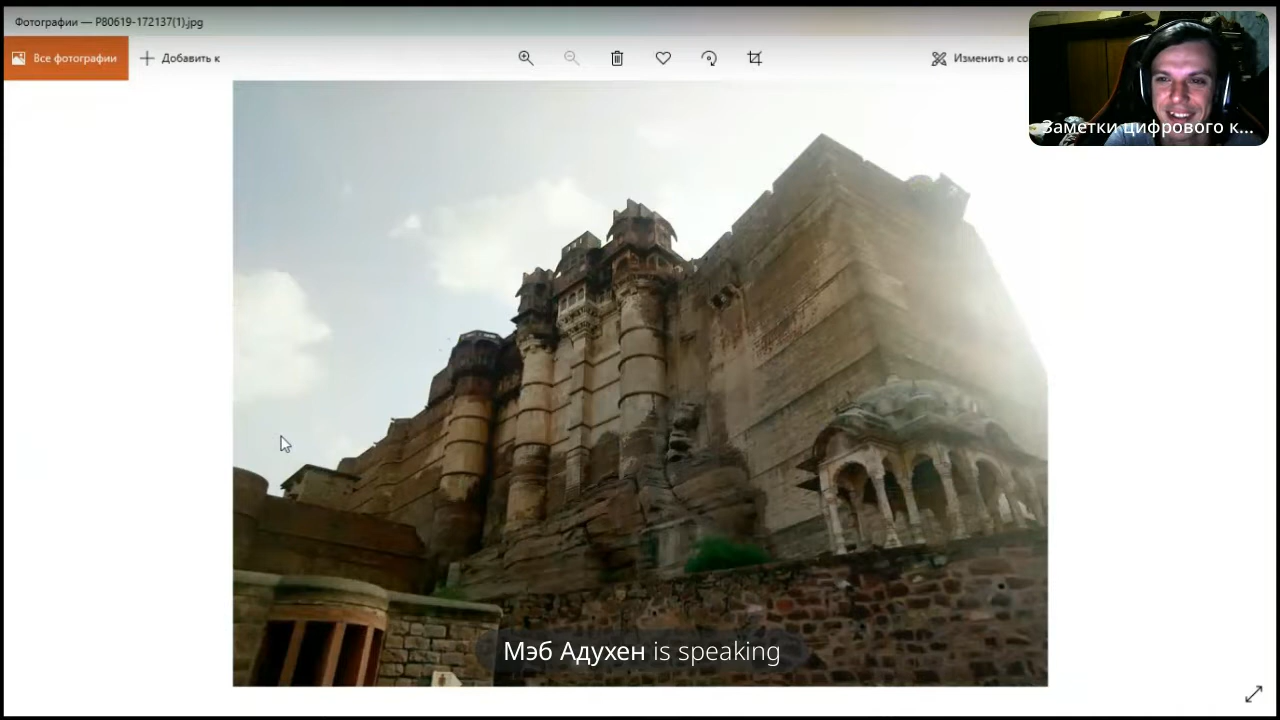 Фотографии — P80619-172137(1).jpg
Все фотографии
Добавить к
Изменить и со
Заметки цифрового к...
Мэб Адухен is speaking